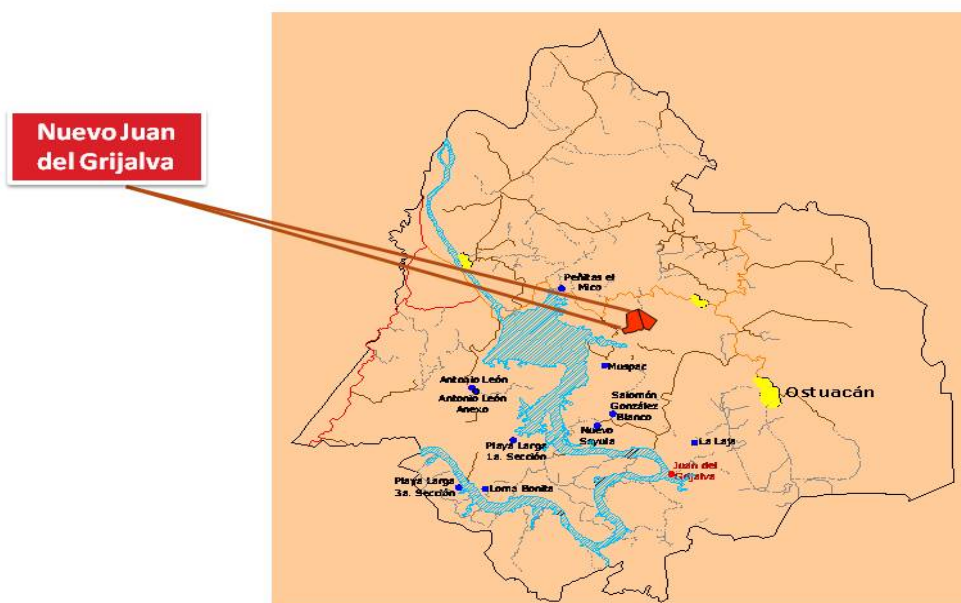 Nuevo Juan
del Grijalva
Peñitas el
Mico
Muspac
Antonio León
Antonio León
Anexo
Salomón
González
Blanco
Ostuacán
Nuevo
Sayula
Playa Larga
1a. Sección
La Laja
Juan del
Grijalva
Playa Larga
3a. Sección
Loma Bonita